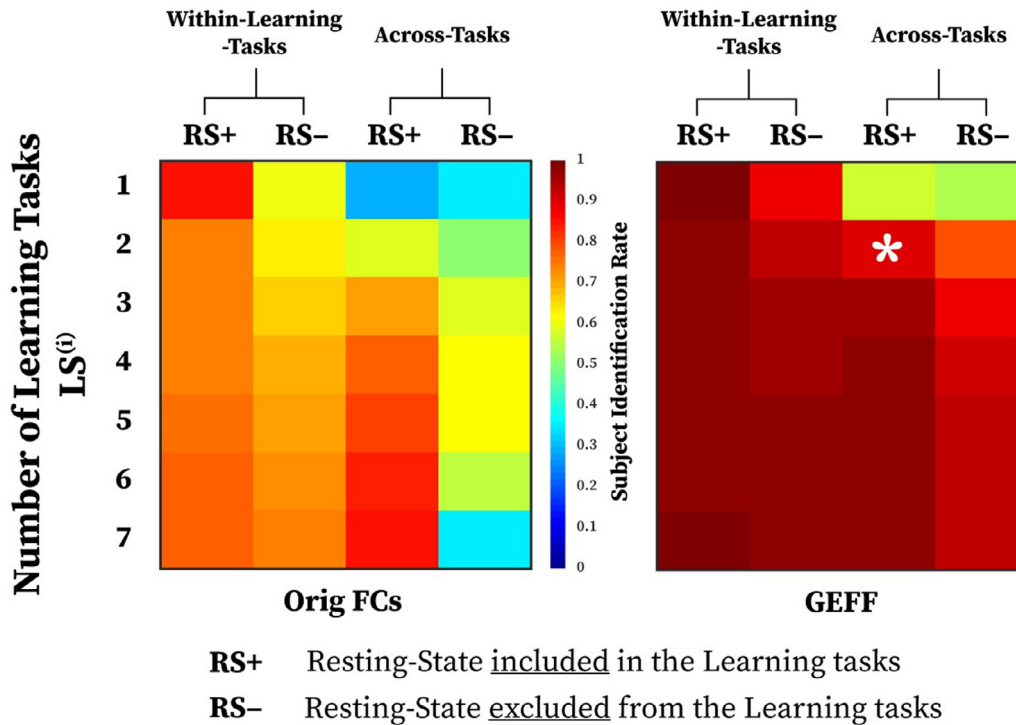 Within-Learning
-Tasks
Across-Tasks
RS+ RS– RS+ RS–
Within-Learning
-Tasks
Across-Tasks
RS+ RS– RS+ RS–
Number of Learning Tasks
LS(i)
1
2
3
4
5
6
7
1
0.9
0.8
0.7
0.6
0.5
0.4
0.3
0.2
0.1
0
Subject Identification Rate
*
Orig FCs
GEFF
RS+ Resting-State included in the Learning tasks
RS– Resting-State excluded from the Learning tasks